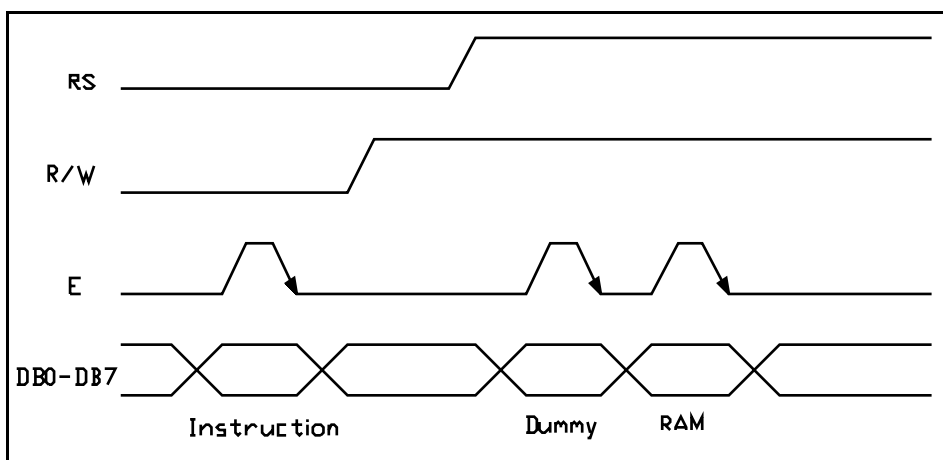 RS
R/W
E
DB0-DB7
Instruction
Dummy
RAM